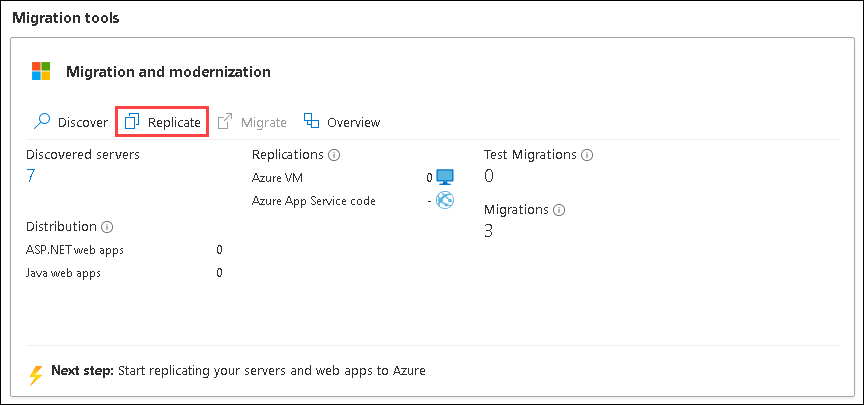 Migration tools
Migration and modernization
Discover Replicate Migrate Overview
Discovered servers
7
Distribution
ASP.NET web apps 0
Java web apps 0
Replications
Azure VM 0
Azure App Service code -
Test Migrations
0
Migrations
3
Next step: Start replicating your servers and web apps to Azure